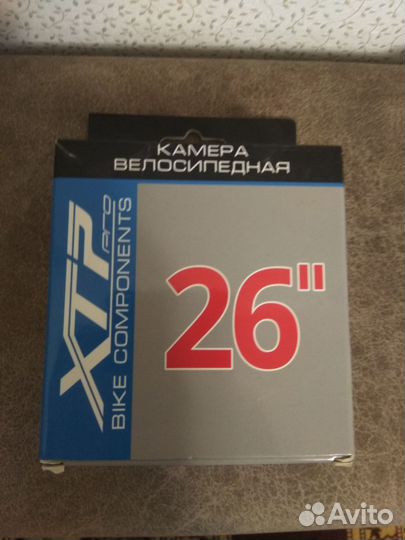 КАМЕРА
ВЕЛОСИПЕДНАЯ
XTP pro
BIKE COMPONENTS
26"
Avito